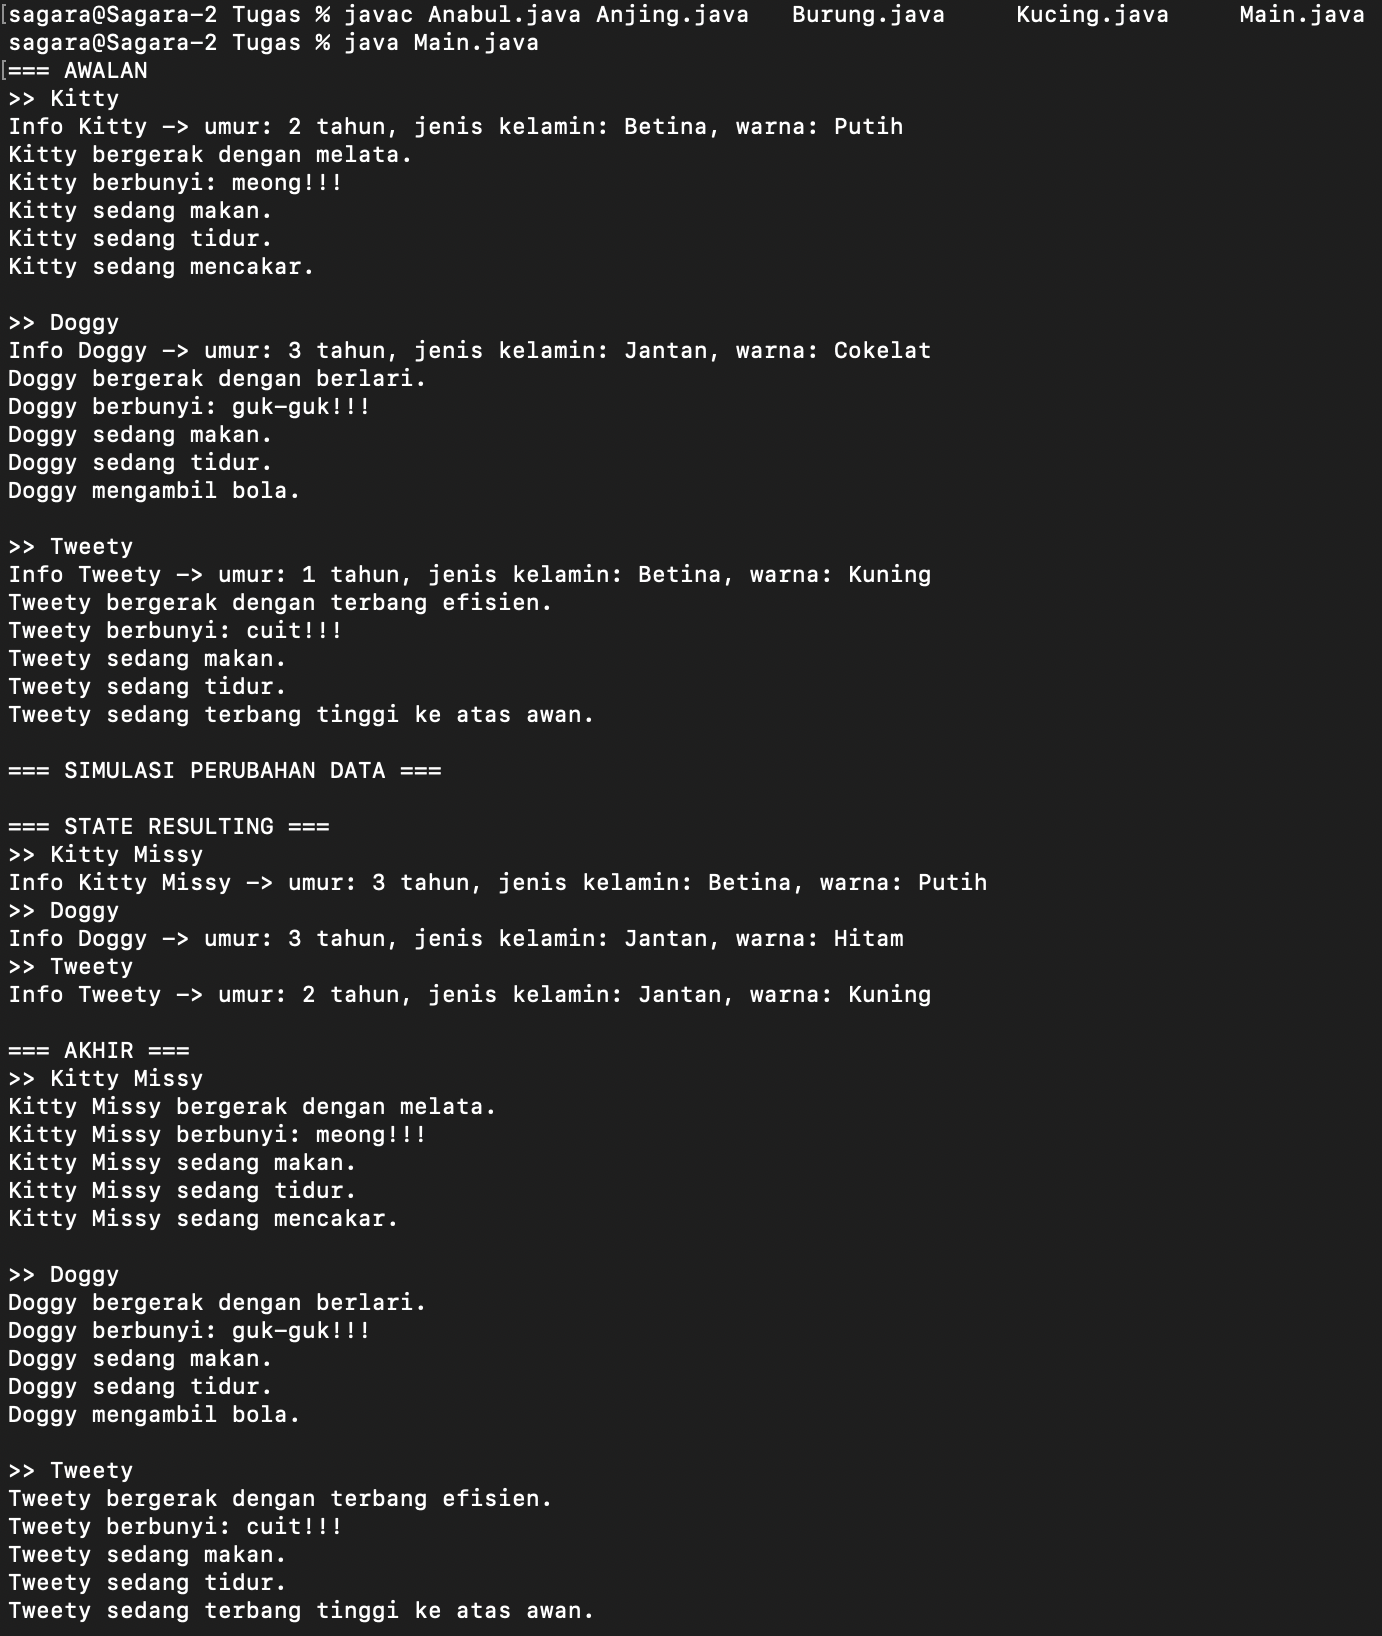 [sagara@Sagara-2 Tugas % javac Anabul.java Anjing.java   Burung.java     Kucing.java     Main.java
sagara@Sagara-2 Tugas % java Main.java
[=== AWALAN
>> Kitty
Info Kitty -> umur: 2 tahun, jenis kelamin: Betina, warna: Putih
Kitty bergerak dengan melata.
Kitty berbunyi: meong!!!
Kitty sedang makan.
Kitty sedang tidur.
Kitty sedang mencakar.

>> Doggy
Info Doggy -> umur: 3 tahun, jenis kelamin: Jantan, warna: Cokelat
Doggy bergerak dengan berlari.
Doggy berbunyi: guk-guk!!!
Doggy sedang makan.
Doggy sedang tidur.
Doggy mengambil bola.

>> Tweety
Info Tweety -> umur: 1 tahun, jenis kelamin: Betina, warna: Kuning
Tweety bergerak dengan terbang efisien.
Tweety berbunyi: cuit!!!
Tweety sedang makan.
Tweety sedang tidur.
Tweety sedang terbang tinggi ke atas awan.

=== SIMULASI PERUBAHAN DATA ===

=== STATE RESULTING ===
>> Kitty Missy
Info Kitty Missy -> umur: 3 tahun, jenis kelamin: Betina, warna: Putih
>> Doggy
Info Doggy -> umur: 3 tahun, jenis kelamin: Jantan, warna: Hitam
>> Tweety
Info Tweety -> umur: 2 tahun, jenis kelamin: Jantan, warna: Kuning

=== AKHIR ===
>> Kitty Missy
Kitty Missy bergerak dengan melata.
Kitty Missy berbunyi: meong!!!
Kitty Missy sedang makan.
Kitty Missy sedang tidur.
Kitty Missy sedang mencakar.

>> Doggy
Doggy bergerak dengan berlari.
Doggy berbunyi: guk-guk!!!
Doggy sedang makan.
Doggy sedang tidur.
Doggy mengambil bola.

>> Tweety
Tweety bergerak dengan terbang efisien.
Tweety berbunyi: cuit!!!
Tweety sedang makan.
Tweety sedang tidur.
Tweety sedang terbang tinggi ke atas awan.